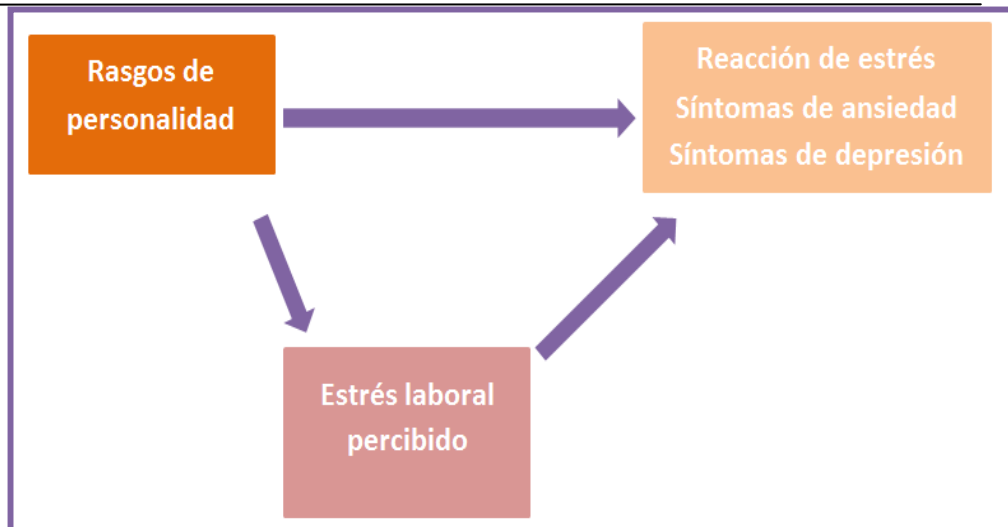 Rasgos de
personalidad
Reacción de estrés
Síntomas de ansiedad
Síntomas de depresión
Estrés laboral
percibido